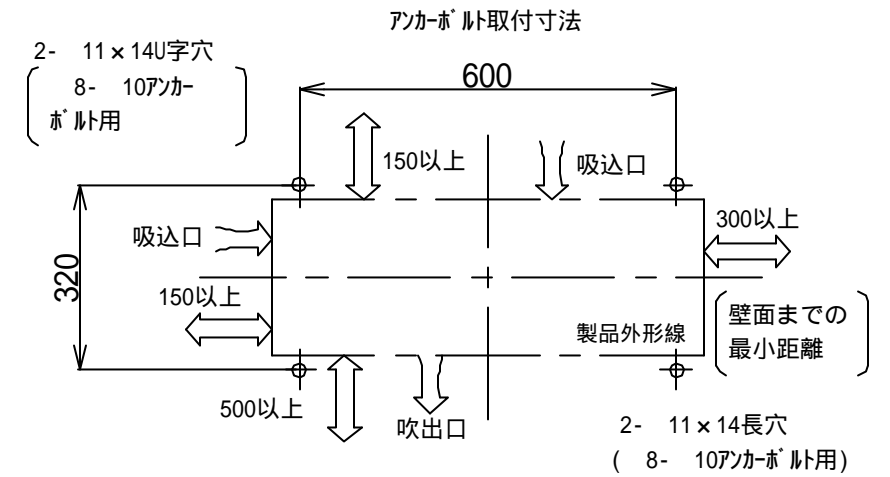 アンカーボルト取付寸法
2- 11×14U字穴
8- 10アンカー
ボルト用
600
150以上
吸込口
300以上
吸込口
320
150以上
壁面までの
最小距離
製品外形線
500以上
吹出口
2- 11×14長穴
( 8- 10アンカーボルト用)